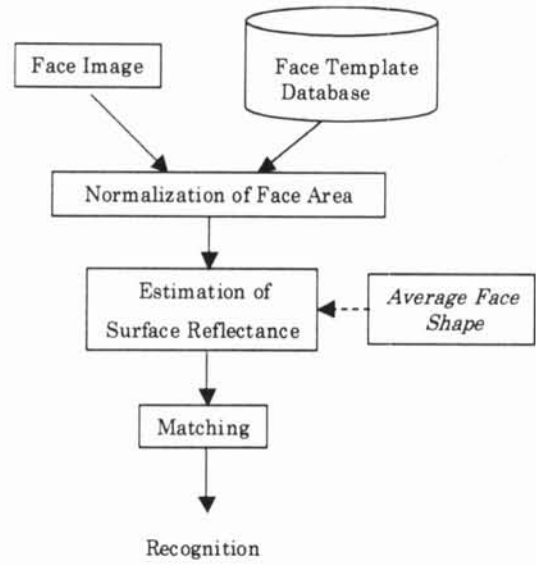 Face Image
Face Template
Database
Normalization of Face Area
Estimation of
Surface Reflectance
Average Face
Shape
Matching
Recognition